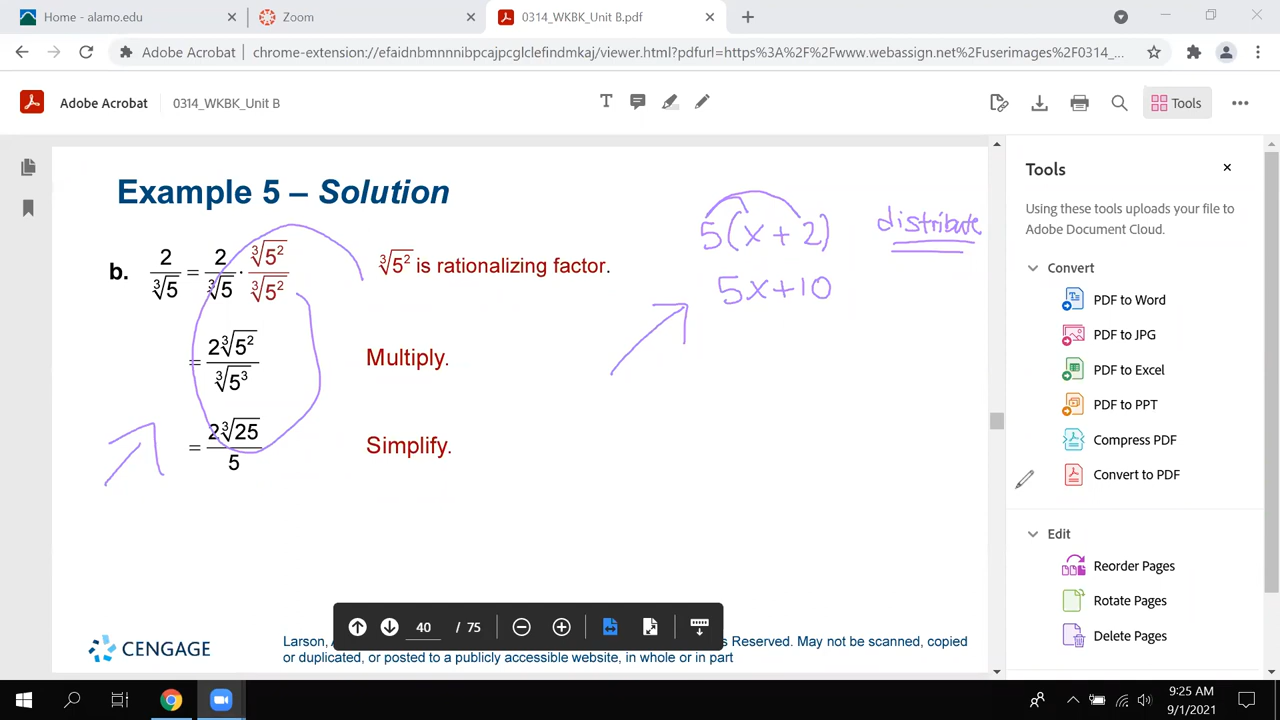 Home - alamo.edu
Zoom
0314_WKBK_Unit B.pdf
Adobe Acrobat
chrome-extension://efaidnbmnnnibpcajpcglclefindmkaj/viewer.html?pdfurl=https%3A%2F%2Fwww.webassign.net%2Fuserimages%2F0314_...
Adobe Acrobat
0314_WKBK_Unit B
Tools
Example 5 – Solution
b. 2/∛5 = 2/∛5 · ∛5²/∛5²
∛5² is rationalizing factor.
= 2∛5²/∛5³
Multiply.
= 2∛25/5
Simplify.
5(x + 2)
distribute
5x+10
Tools
Using these tools uploads your file to
Adobe Document Cloud.
Convert
PDF to Word
PDF to JPG
PDF to Excel
PDF to PPT
Compress PDF
Convert to PDF
Edit
Reorder Pages
Rotate Pages
Delete Pages
40 / 75
CENGAGE
Larson,
s Reserved. May not be scanned, copied
or duplicated, or posted to a publicly accessible website, in whole or in part
9:25 AM
9/1/2021